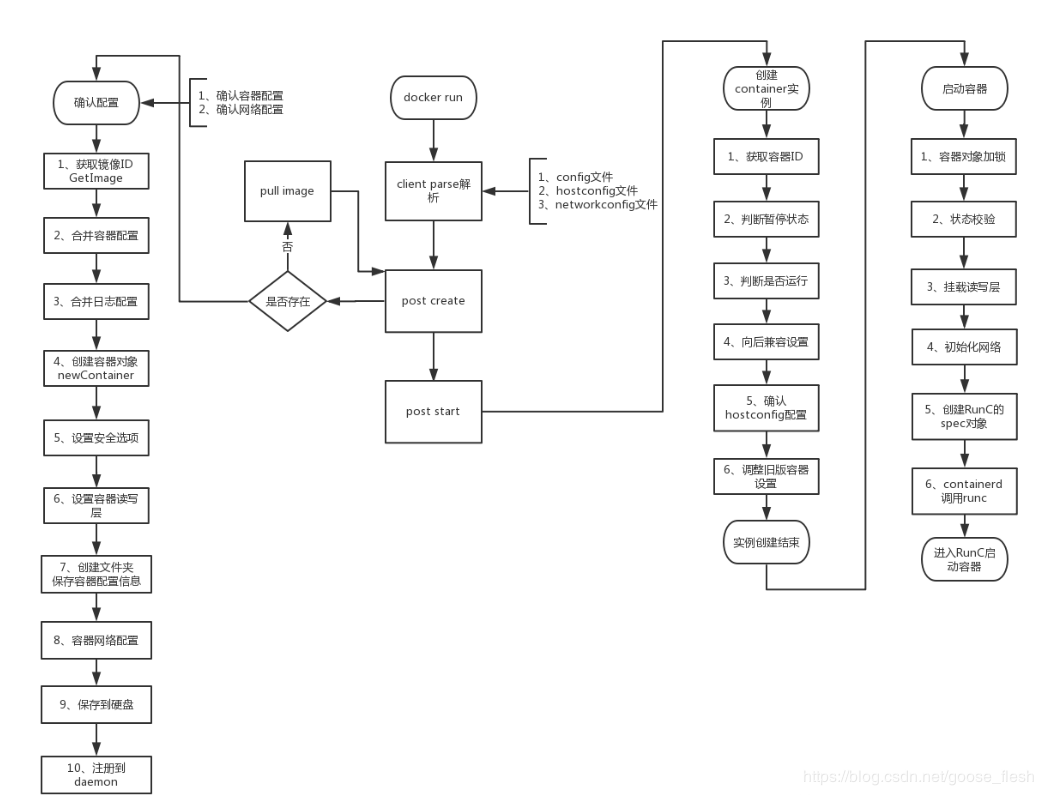 确认配置
1、确认容器配置
2、确认网络配置
1、获取镜像ID
GetImage
2、合并容器配置
3、合并日志配置
4、创建容器对象
newContainer
5、设置安全选项
6、设置容器读写
层
7、创建文件夹
保存容器配置信息
8、容器网络配置
9、保存到硬盘
10、注册到
daemon
pull image
否
是否存在
docker run
client parse解
析
1、config文件
2、hostconfig文件
3、networkconfig文件
post create
post start
创建
container实
例
1、获取容器ID
2、判断暂停状态
3、判断是否运行
4、向后兼容设置
5、确认
hostconfig配置
6、调整旧版容器
设置
实例创建结束
启动容器
1、容器对象加锁
2、状态校验
3、挂载读写层
4、初始化网络
5、创建RunC的
spec对象
6、containerd
调用runc
进入RunC启
动容器
https://blog.csdn.net/goose_flesh